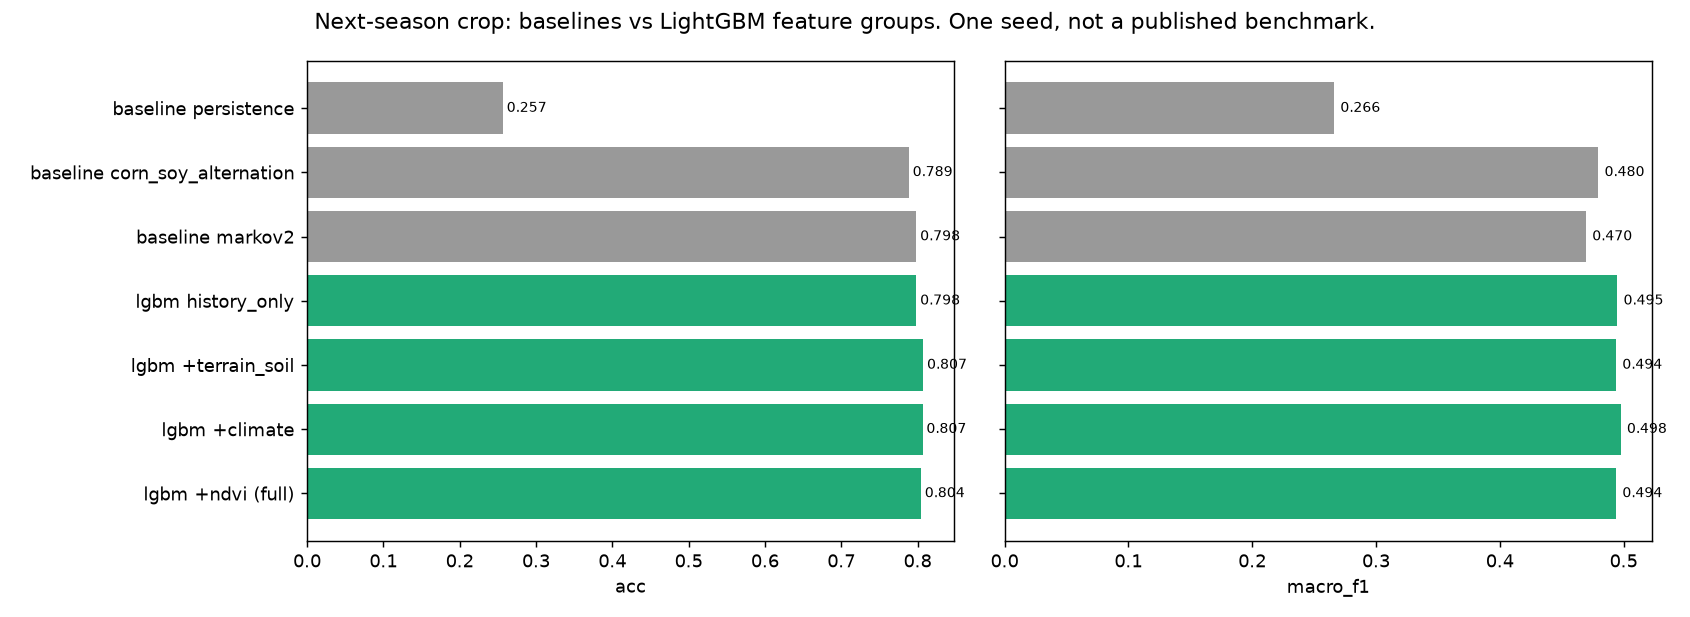 Next-season crop: baselines vs LightGBM feature groups. One seed, not a published benchmark.
baseline persistence 0.257 0.266
baseline corn_soy_alternation 0.789 0.480
baseline markov2 0.798 0.470
lgbm history_only 0.798 0.495
lgbm +terrain_soil 0.807 0.494
lgbm +climate 0.807 0.498
lgbm +ndvi (full) 0.804 0.494
0.0 0.1 0.2 0.3 0.4 0.5 0.6 0.7 0.8 0.0 0.1 0.2 0.3 0.4 0.5
acc macro_f1